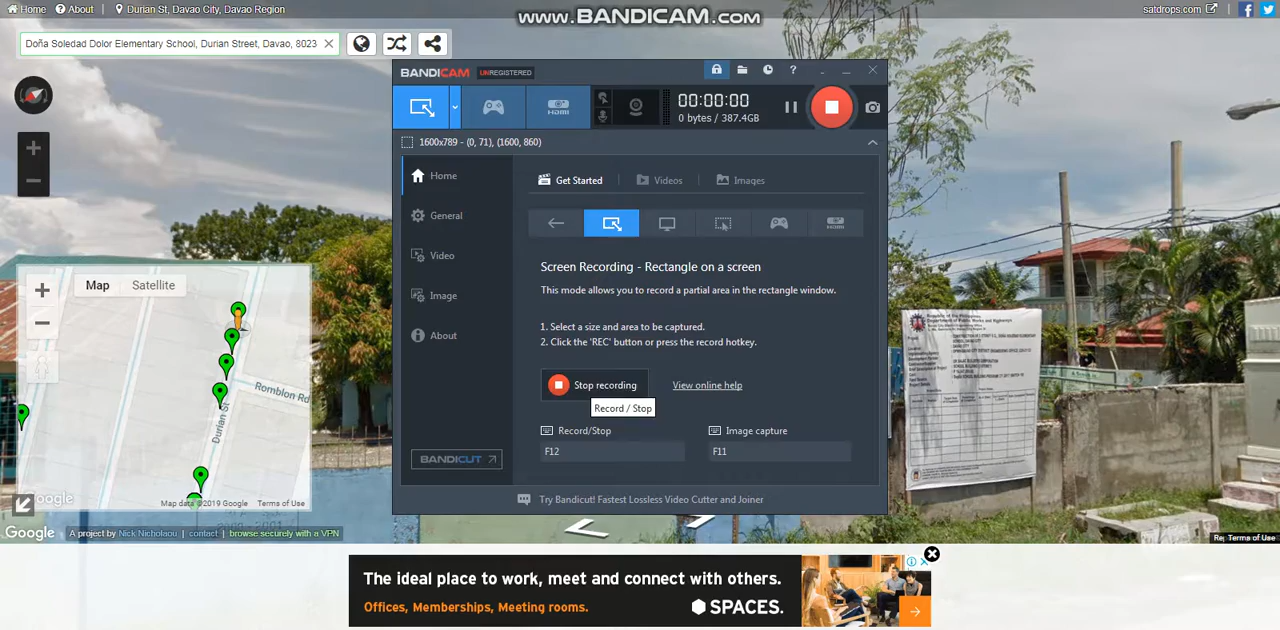 Home About Durian St, Davao City, Davao Region
www.BANDICAM.com
satdrops.com
Doña Soledad Dolor Elementary School, Durian Street, Davao, 8023
BANDICAM UNREGISTERED
00:00:00
0 bytes / 387.4GB
HDMI
1600x789 - (0, 71), (1600, 860)
Home
General
Video
Image
About
BANDICUT
Get Started Videos Images
Screen Recording - Rectangle on a screen
This mode allows you to record a partial area in the rectangle window.
1. Select a size and area to be captured.
2. Click the 'REC' button or press the record hotkey.
Stop recording View online help
Record / Stop
Record/Stop Image capture
F12 F11
Try Bandicut! Fastest Lossless Video Cutter and Joiner
Map Satellite
Romblon Rd
Durian St
Google
Map data ©2019 Google Terms of Use
Google A project by Nick Nicholaou | contact | browse securely with a VPN
Republic of the Philippines
Terms of Use
The ideal place to work, meet and connect with others.
Offices, Memberships, Meeting rooms. SPACES.